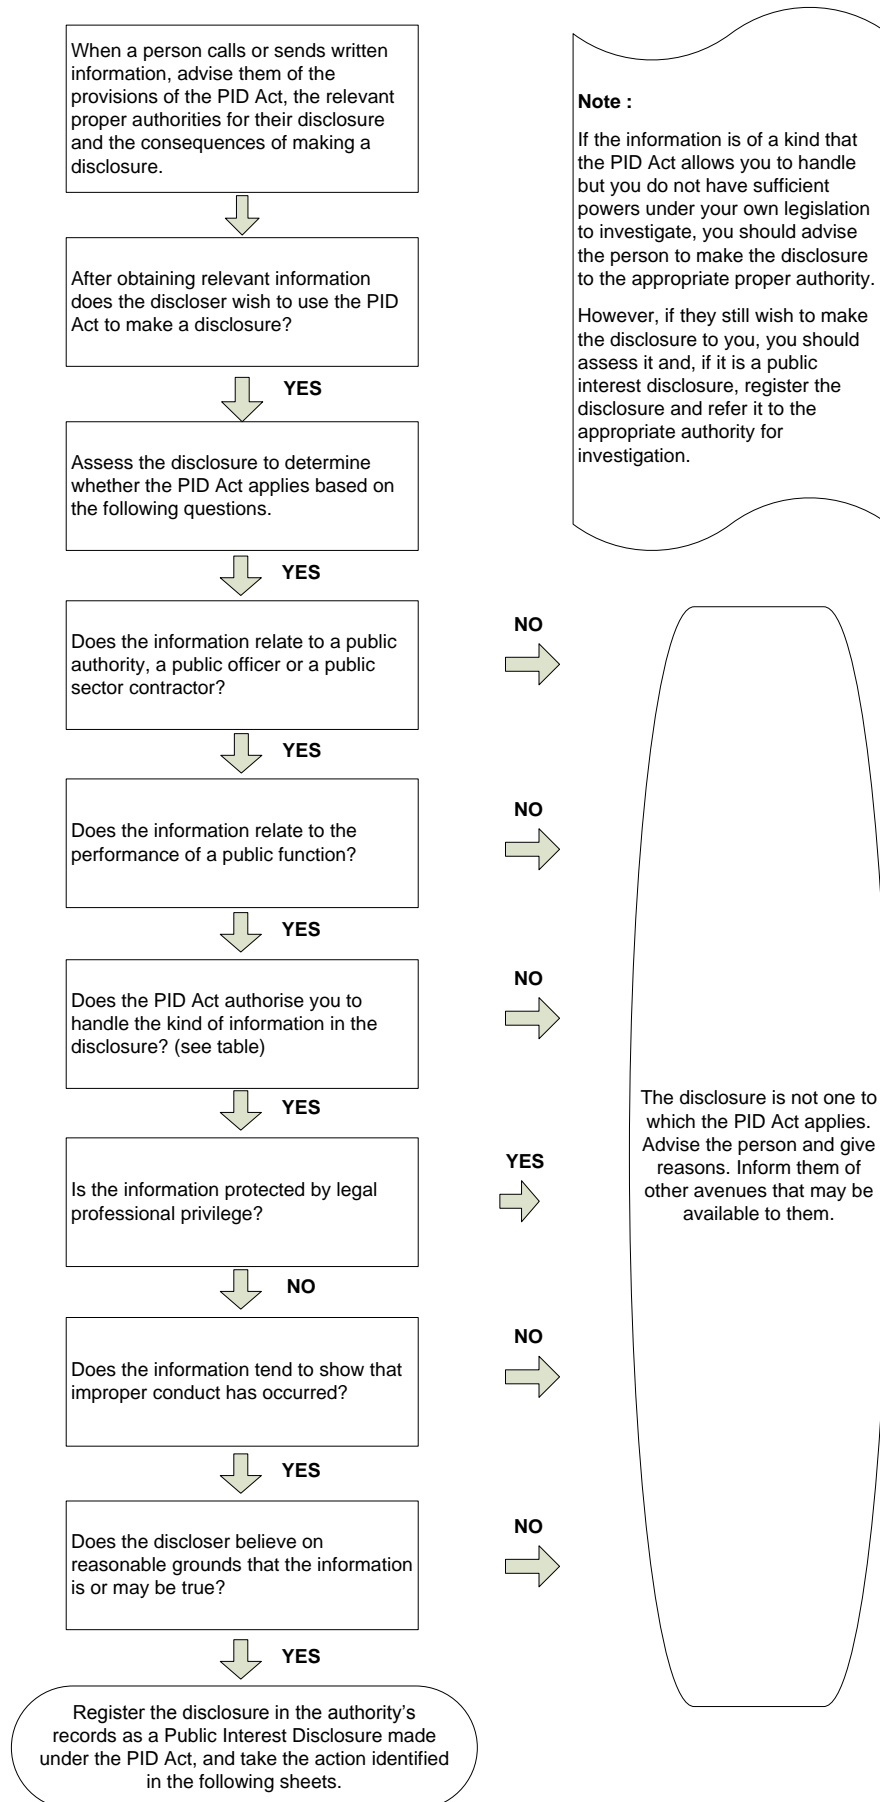 When a person calls or sends written
information, advise them of the
provisions of the PID Act, the relevant
proper authorities for their disclosure
and the consequences of making a
disclosure.
After obtaining relevant information
does the discloser wish to use the PID
Act to make a disclosure?
YES
Assess the disclosure to determine
whether the PID Act applies based on
the following questions.
YES
Does the information relate to a public
authority, a public officer or a public
sector contractor?
NO
YES
Does the information relate to the
performance of a public function?
NO
YES
Does the PID Act authorise you to
handle the kind of information in the
disclosure? (see table)
NO
YES
Is the information protected by legal
professional privilege?
YES
NO
Does the information tend to show that
improper conduct has occurred?
NO
YES
Does the discloser believe on
reasonable grounds that the information
is or may be true?
NO
YES
Register the disclosure in the authority's
records as a Public Interest Disclosure made
under the PID Act, and take the action identified
in the following sheets.
Note :
If the information is of a kind that
the PID Act allows you to handle
but you do not have sufficient
powers under your own legislation
to investigate, you should advise
the person to make the disclosure
to the appropriate proper authority.
However, if they still wish to make
the disclosure to you, you should
assess it and, if it is a public
interest disclosure, register the
disclosure and refer it to the
appropriate authority for
investigation.
The disclosure is not one to
which the PID Act applies.
Advise the person and give
reasons. Inform them of
other avenues that may be
available to them.